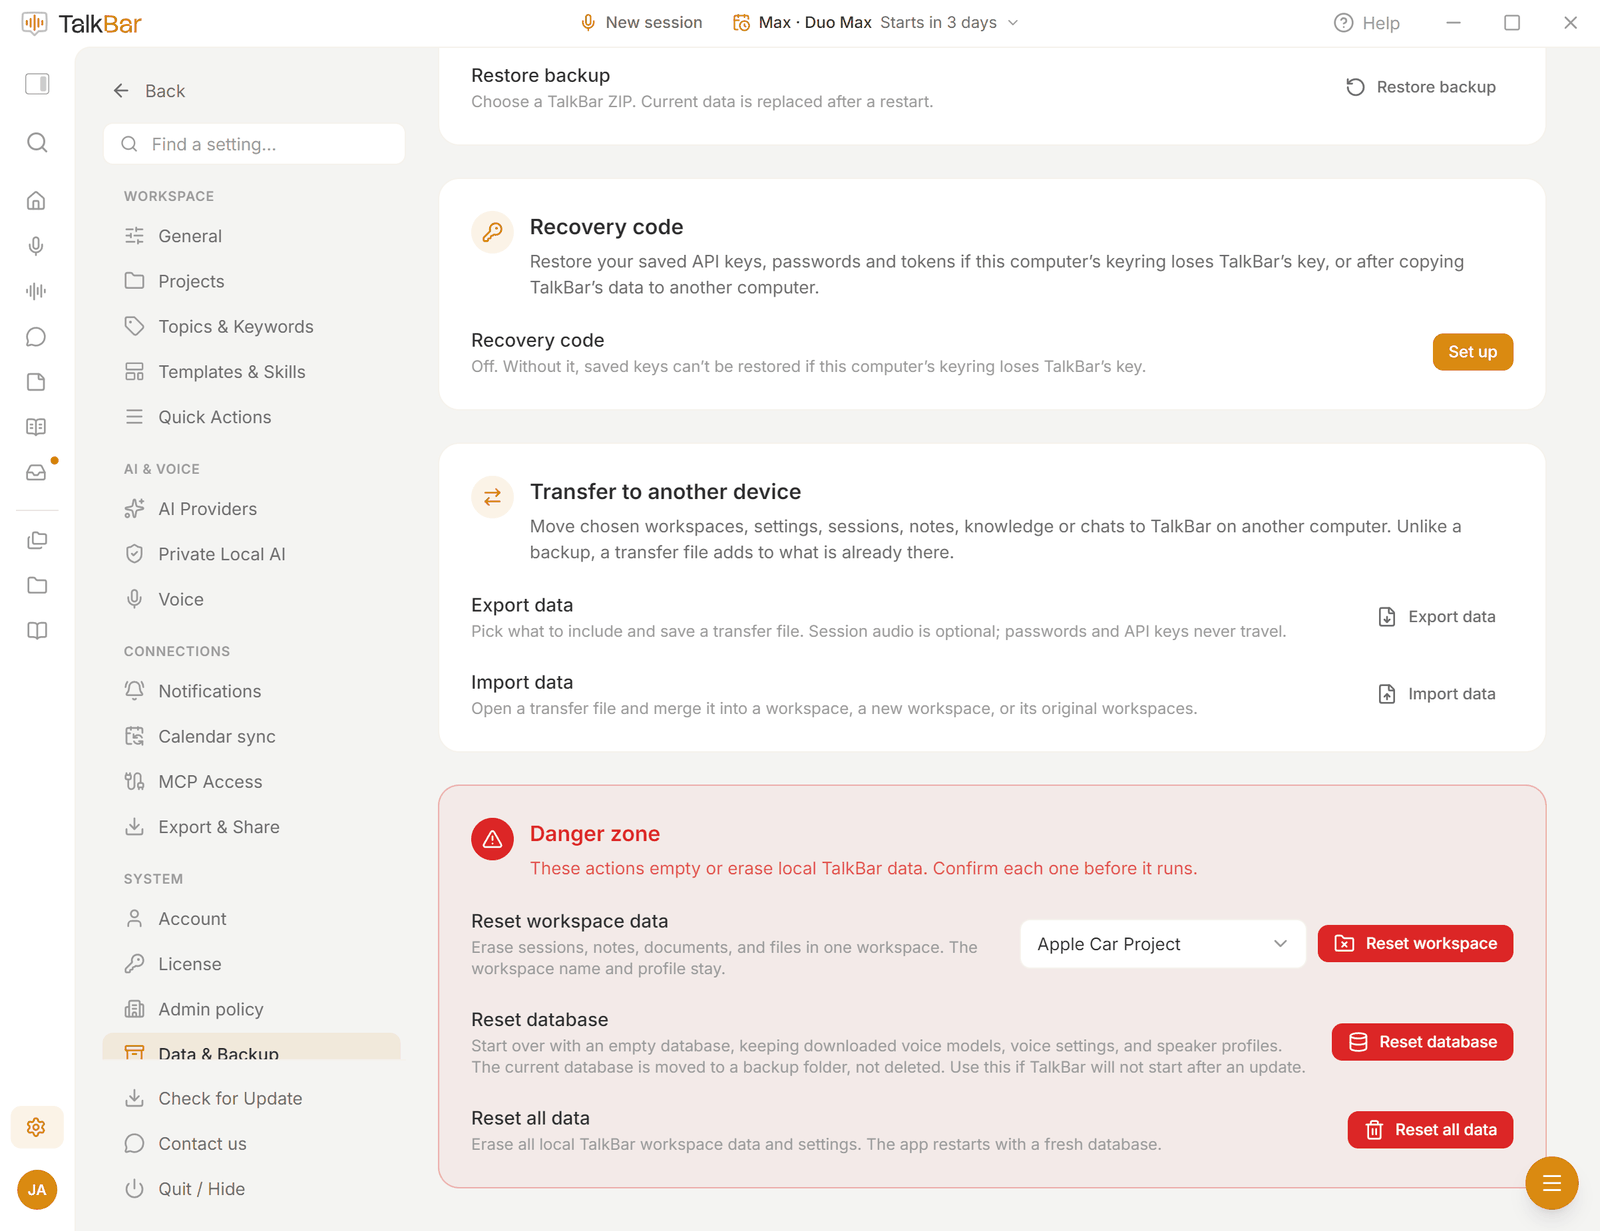 TalkBar
New session
Max · Duo Max Starts in 3 days
Help
Back
Find a setting...
WORKSPACE
General
Projects
Topics & Keywords
Templates & Skills
Quick Actions
AI & VOICE
AI Providers
Private Local AI
Voice
CONNECTIONS
Notifications
Calendar sync
MCP Access
Export & Share
SYSTEM
Account
License
Admin policy
Data & Backup
Check for Update
Contact us
Quit / Hide
JA
Restore backup
Choose a TalkBar ZIP. Current data is replaced after a restart.
Restore backup
Recovery code
Restore your saved API keys, passwords and tokens if this computer’s keyring loses TalkBar’s key, or after copying
TalkBar’s data to another computer.
Recovery code
Off. Without it, saved keys can’t be restored if this computer’s keyring loses TalkBar’s key.
Set up
Transfer to another device
Move chosen workspaces, settings, sessions, notes, knowledge or chats to TalkBar on another computer. Unlike a
backup, a transfer file adds to what is already there.
Export data
Pick what to include and save a transfer file. Session audio is optional; passwords and API keys never travel.
Export data
Import data
Open a transfer file and merge it into a workspace, a new workspace, or its original workspaces.
Import data
Danger zone
These actions empty or erase local TalkBar data. Confirm each one before it runs.
Reset workspace data
Erase sessions, notes, documents, and files in one workspace. The
workspace name and profile stay.
Apple Car Project
Reset workspace
Reset database
Start over with an empty database, keeping downloaded voice models, voice settings, and speaker profiles.
The current database is moved to a backup folder, not deleted. Use this if TalkBar will not start after an update.
Reset database
Reset all data
Erase all local TalkBar workspace data and settings. The app restarts with a fresh database.
Reset all data